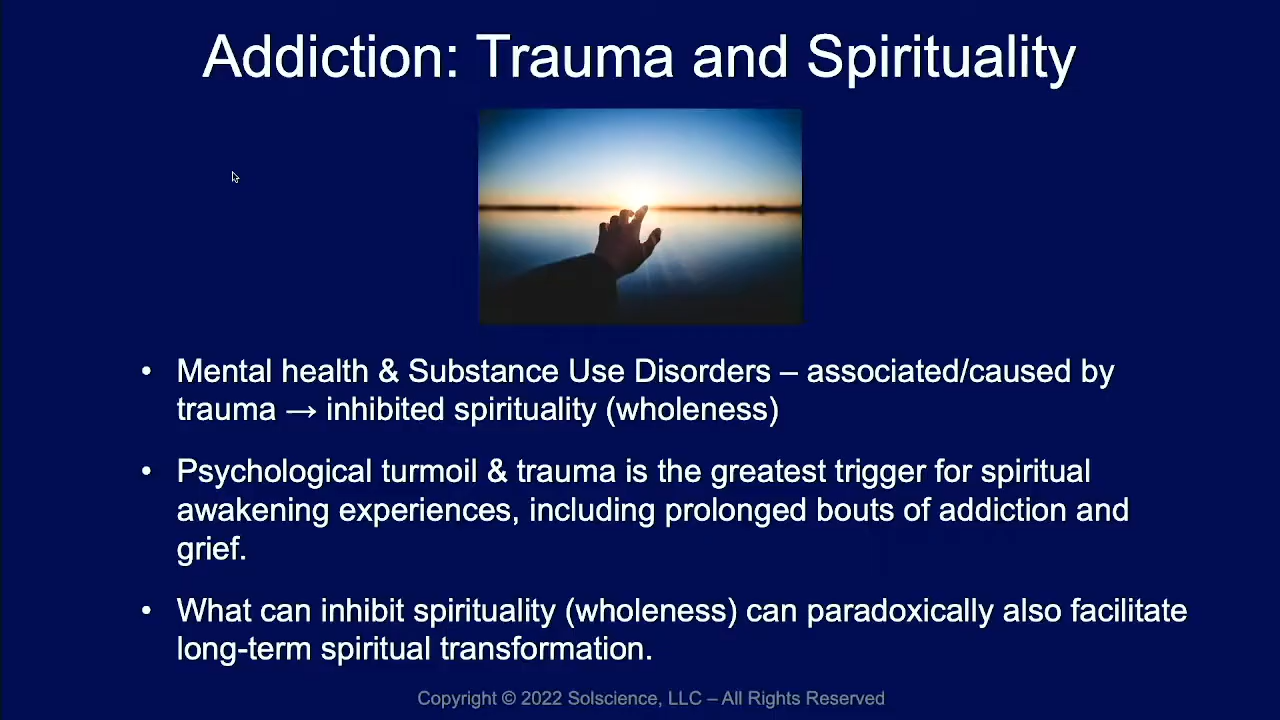 Addiction: Trauma and Spirituality
• Mental health & Substance Use Disorders – associated/caused by
trauma → inhibited spirituality (wholeness)
• Psychological turmoil & trauma is the greatest trigger for spiritual
awakening experiences, including prolonged bouts of addiction and
grief.
• What can inhibit spirituality (wholeness) can paradoxically also facilitate
long-term spiritual transformation.
Copyright © 2022 Solscience, LLC – All Rights Reserved